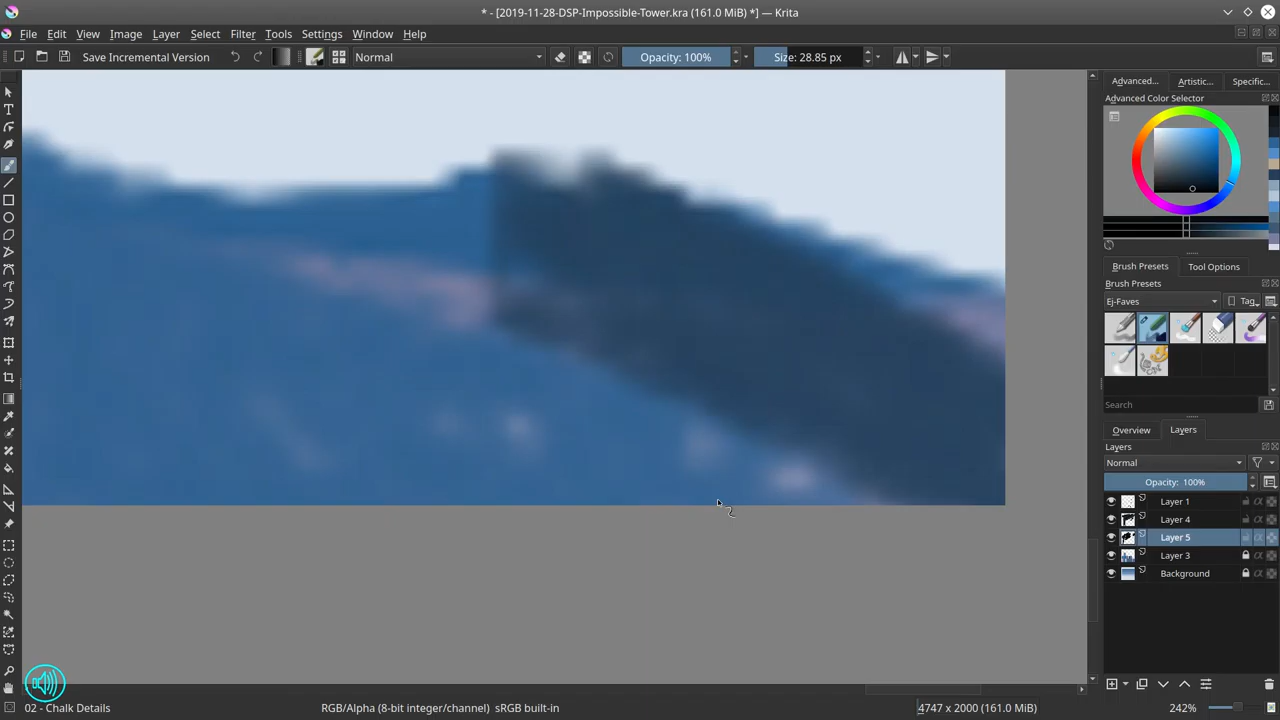 * - [2019-11-28-DSP-Impossible-Tower.kra (161.0 MiB) *] — Krita
File Edit View Image Layer Select Filter Tools Settings Window Help
Save Incremental Version Normal Opacity: 100% Size: 28.85 px
Advanced... Artistic... Specific...
Advanced Color Selector
Brush Presets Tool Options
Brush Presets
Ej-Faves Tag
Search
Overview Layers
Layers
Normal
Opacity: 100%
Layer 1
Layer 4
Layer 5
Layer 3
Background
02 - Chalk Details RGB/Alpha (8-bit integer/channel) sRGB built-in 4747 x 2000 (161.0 MiB) 242%